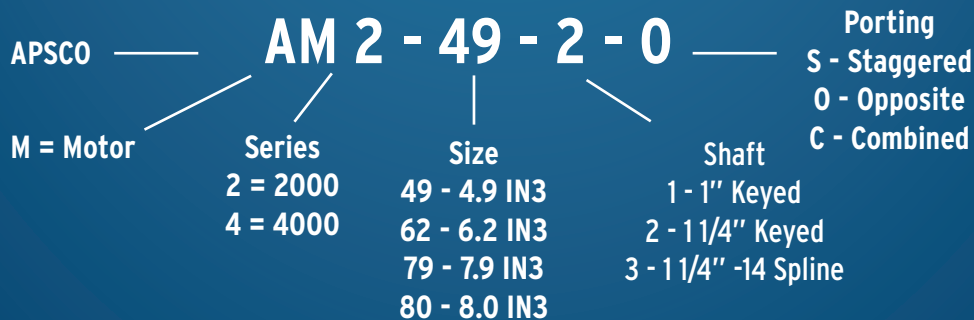 APSCO
AM 2 - 49 - 2 - O
Porting
S - Staggered
O - Opposite
C - Combined
M = Motor
Series
2 = 2000
4 = 4000
Size
49 - 4.9 IN3
62 - 6.2 IN3
79 - 7.9 IN3
80 - 8.0 IN3
Shaft
1 - 1" Keyed
2 - 1 1/4" Keyed
3 - 1 1/4" -14 Spline